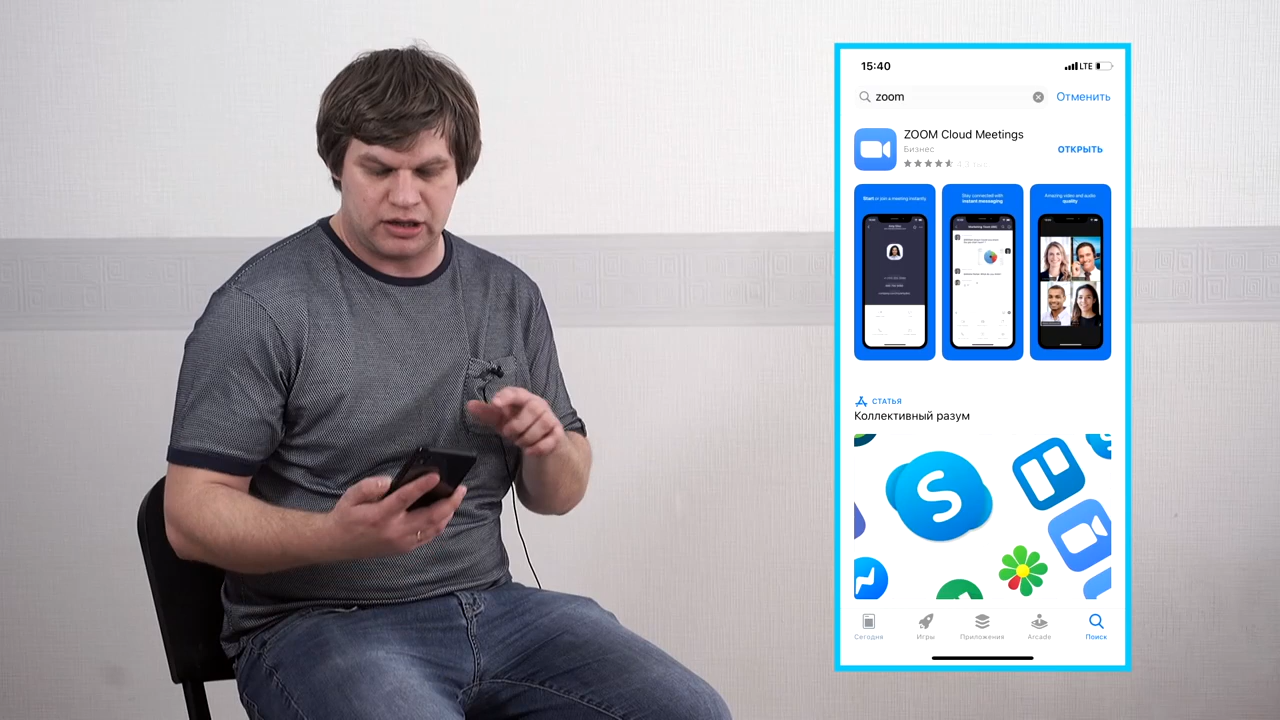 15:40
LTE
zoom
Отменить
ZOOM Cloud Meetings
Бизнес
ОТКРЫТЬ
Start or join a meeting instantly
Stay connected with
instant messaging
Amazing video and audio
quality
СТАТЬЯ
Коллективный разум
Сегодня
Игры
Приложения
Arcade
Поиск